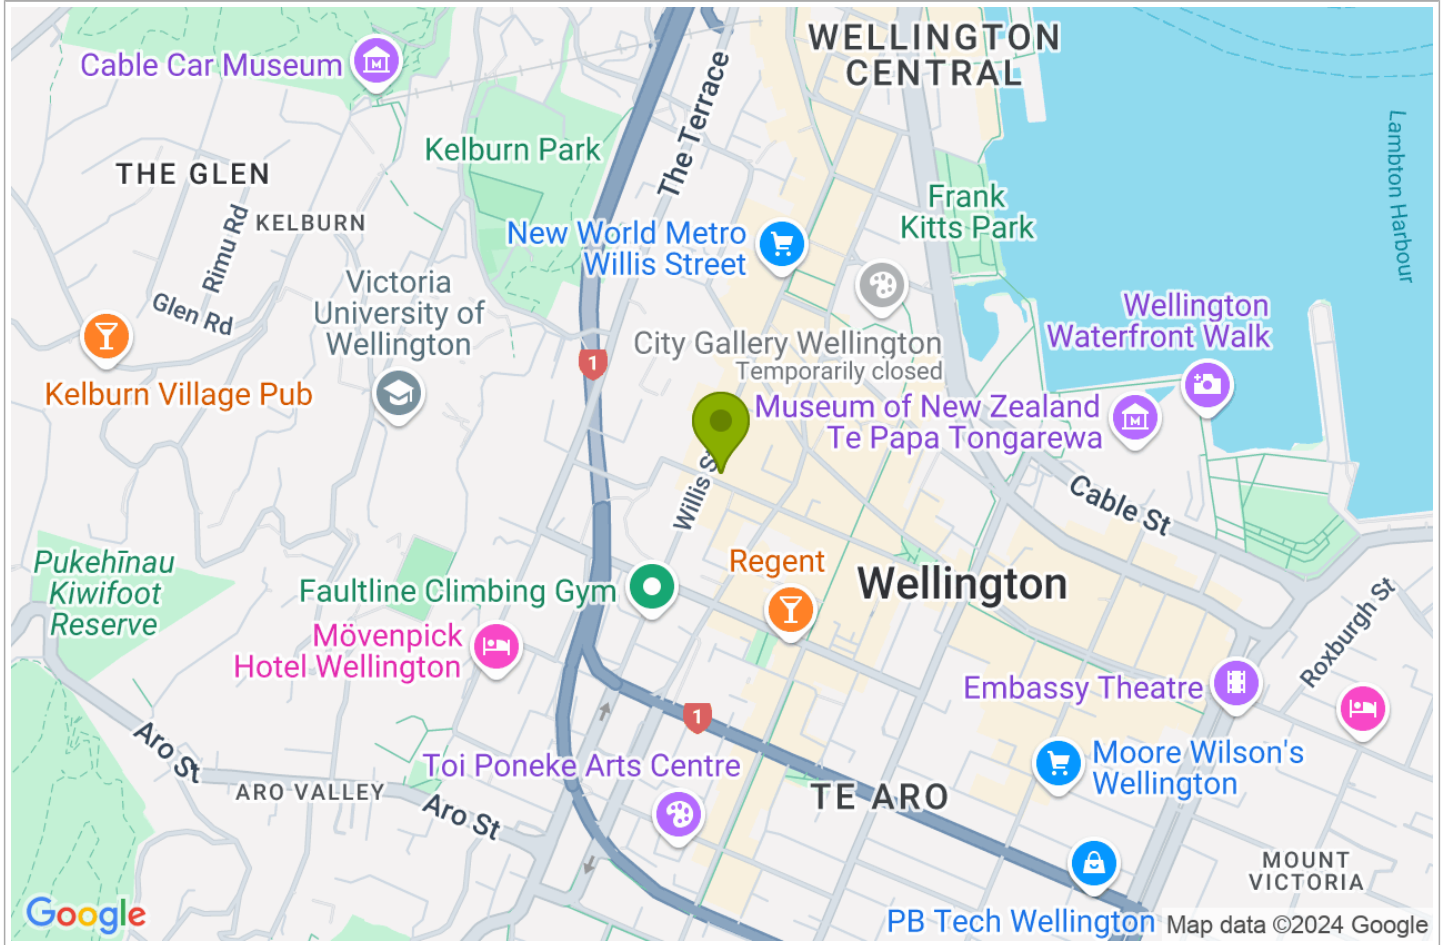 WELLINGTON
CENTRAL
Cable Car Museum
The Terrace
Lambton Harbour
Kelburn Park
THE GLEN
KELBURN
Rimu Rd
Glen Rd
Frank
Kitts Park
New World Metro
Willis Street
Victoria
University of
Wellington
Wellington
Waterfront Walk
City Gallery Wellington
Temporarily closed
1
Kelburn Village Pub
Museum of New Zealand
Te Papa Tongarewa
Willis St
Cable St
Pukehīnau
Kiwifoot
Reserve
Regent
Wellington
Faultline Climbing Gym
Mövenpick
Hotel Wellington
Roxburgh St
Embassy Theatre
1
Aro St
Toi Poneke Arts Centre
Moore Wilson's
Wellington
ARO VALLEY
Aro St
TE ARO
MOUNT
VICTORIA
Google
PB Tech Wellington
Map data ©2024 Google